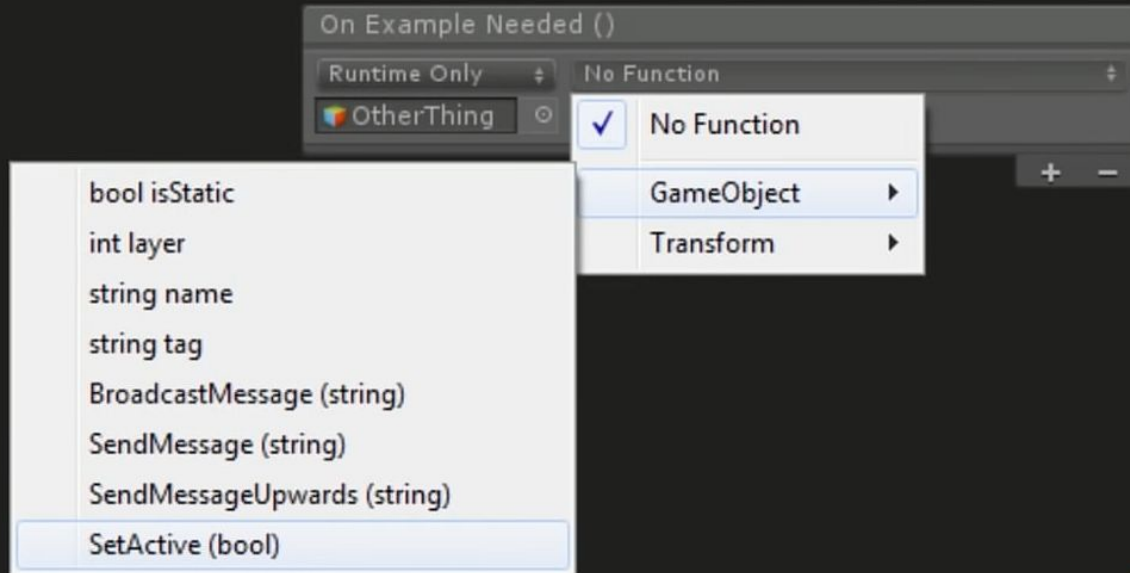 On Example Needed ()
Runtime Only
No Function
OtherThing
No Function
GameObject
Transform
bool isStatic
int layer
string name
string tag
BroadcastMessage (string)
SendMessage (string)
SendMessageUpwards (string)
SetActive (bool)